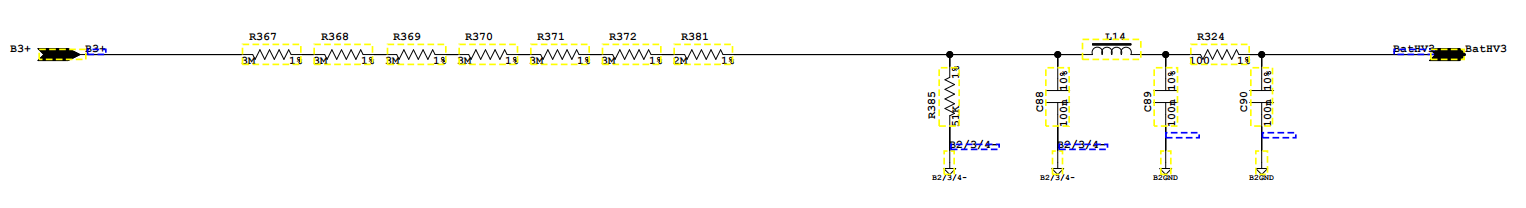 R367 R368 R369 R370 R371 R372 R381 L14 R324
B3+ B3+ BatHV2 BatHV3
3M 1% 3M 1% 3M 1% 3M 1% 3M 1% 3M 1% 2M 1% 100 1%
R385 51K 1% C88 100n 10% C89 100n 10% C90 100n 10%
B2/3/4- B2/3/4-
B2/3/4- B2/3/4- B2GND B2GND